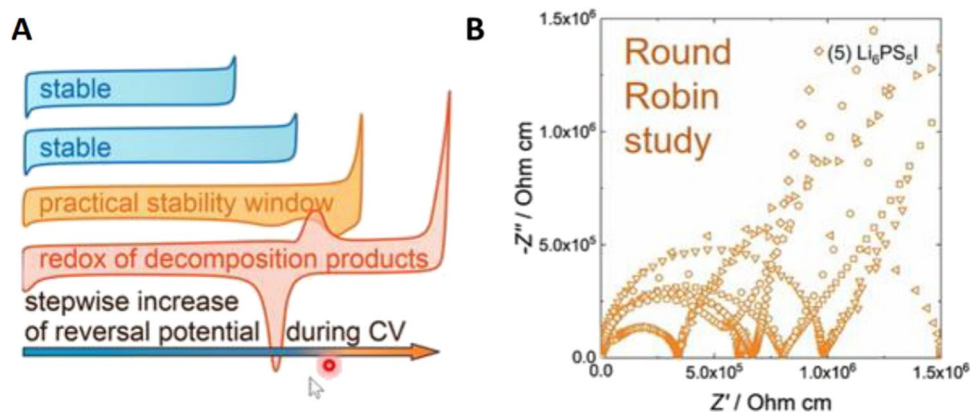 A
stable
stable
practical stability window
redox of decomposition products
stepwise increase
of reversal potential during CV
B
1.5x10⁶
1.0x10⁶
5.0x10⁵
0.0
-Z″ / Ohm cm
Round
Robin
study
(5) Li₆PS₅I
0.0 5.0x10⁵ 1.0x10⁶ 1.5x10⁶
Z′ / Ohm cm